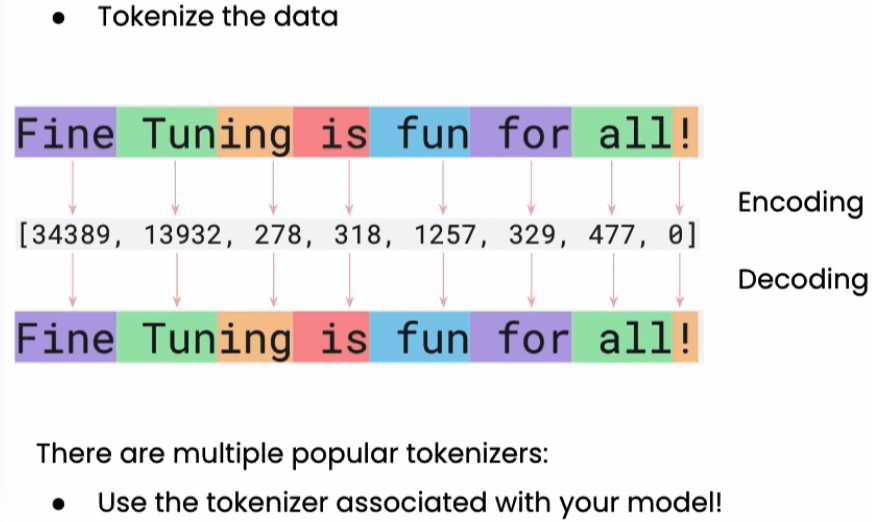 • Tokenize the data
Fine Tuning is fun for all!
Encoding
[34389, 13932, 278, 318, 1257, 329, 477, 0]
Decoding
Fine Tuning is fun for all!
There are multiple popular tokenizers:
• Use the tokenizer associated with your model!